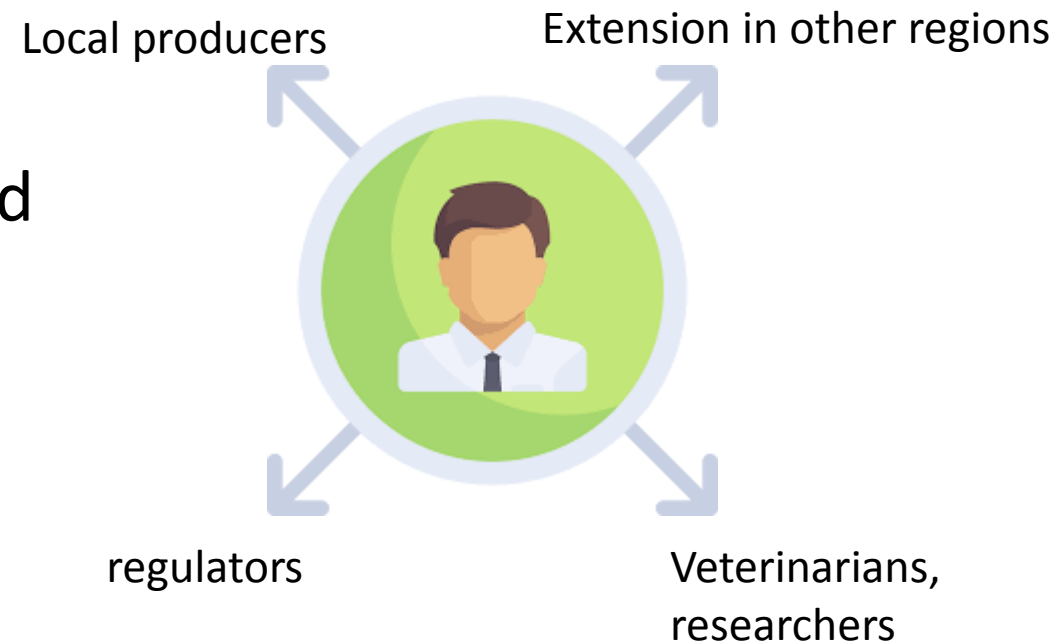 Local producers
Extension in other regions
d
regulators
Veterinarians,
researchers